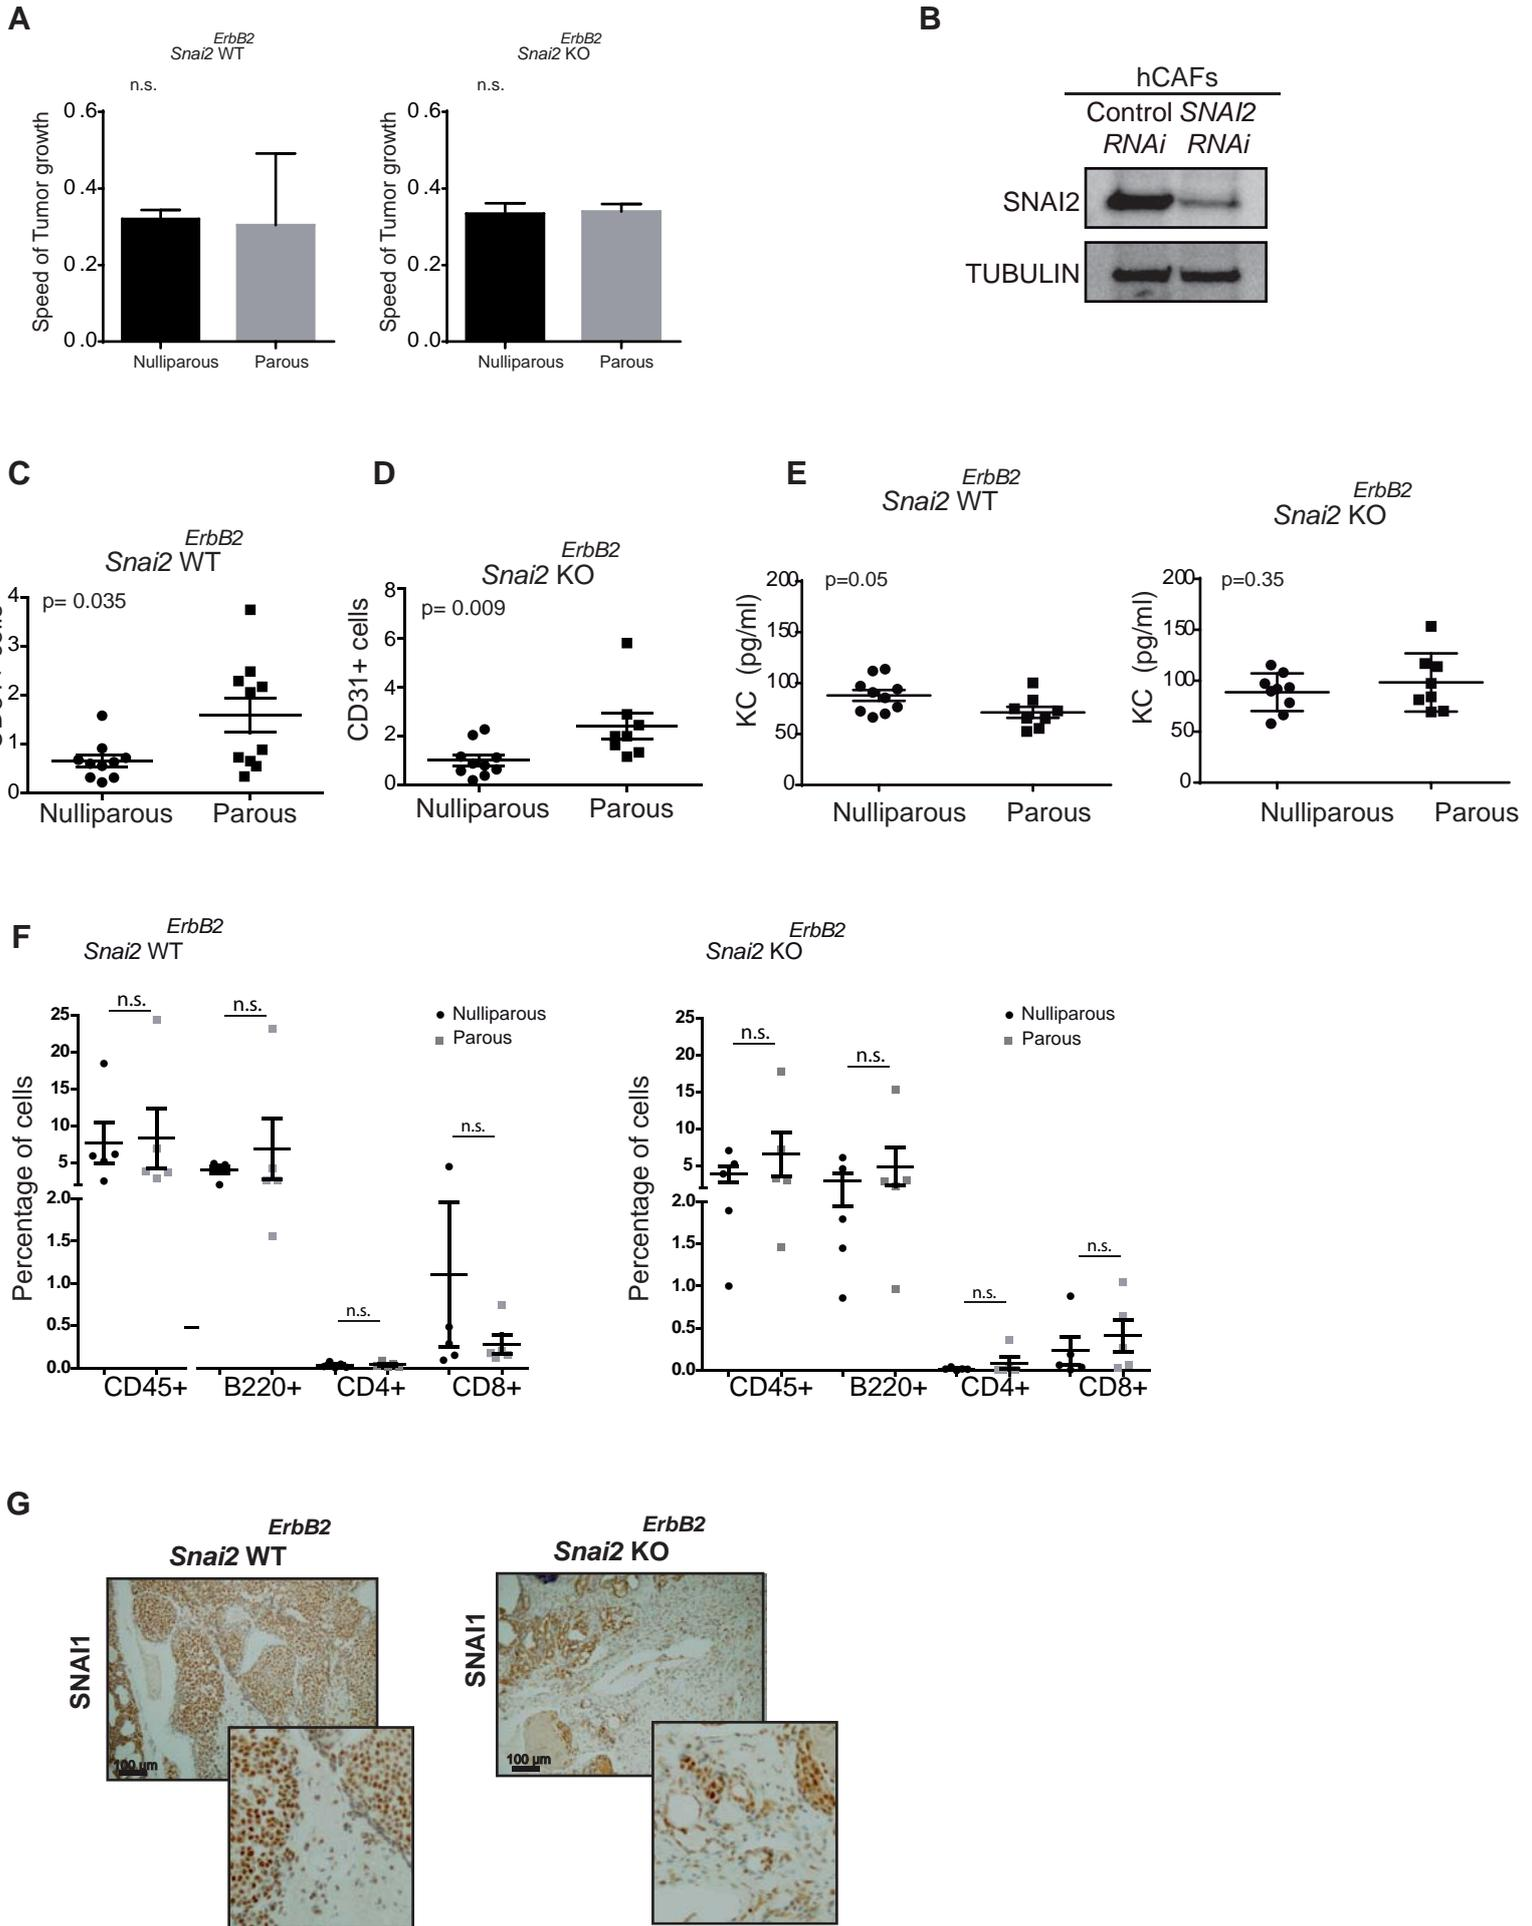 A
ErbB2
Snai2 WT
n.s.
Speed of Tumor growth
0.6
0.4
0.2
0.0
Nulliparous Parous
ErbB2
Snai2 KO
n.s.
Speed of Tumor growth
0.6
0.4
0.2
0.0
Nulliparous Parous
B
hCAFs
Control SNAI2
RNAi RNAi
SNAI2
TUBULIN
C
ErbB2
Snai2 WT
p= 0.035
4
3
2
1
0
Nulliparous Parous
D
ErbB2
Snai2 KO
p= 0.009
CD31+ cells
8
6
4
2
0
Nulliparous Parous
E
ErbB2
Snai2 WT
p=0.05
KC (pg/ml)
200
150
100
50
0
Nulliparous Parous
ErbB2
Snai2 KO
p=0.35
KC (pg/ml)
200
150
100
50
0
Nulliparous Parous
F
ErbB2
Snai2 WT
n.s.
n.s.
n.s.
n.s.
Nulliparous
Parous
Percentage of cells
25
20
15
10
5
2.0
1.5
1.0
0.5
0.0
CD45+ B220+ CD4+ CD8+
ErbB2
Snai2 KO
n.s.
n.s.
n.s.
n.s.
Nulliparous
Parous
Percentage of cells
25
20
15
10
5
2.0
1.5
1.0
0.5
0.0
CD45+ B220+ CD4+ CD8+
G
ErbB2
Snai2 WT
SNAI1
100 µm
ErbB2
Snai2 KO
SNAI1
100 µm